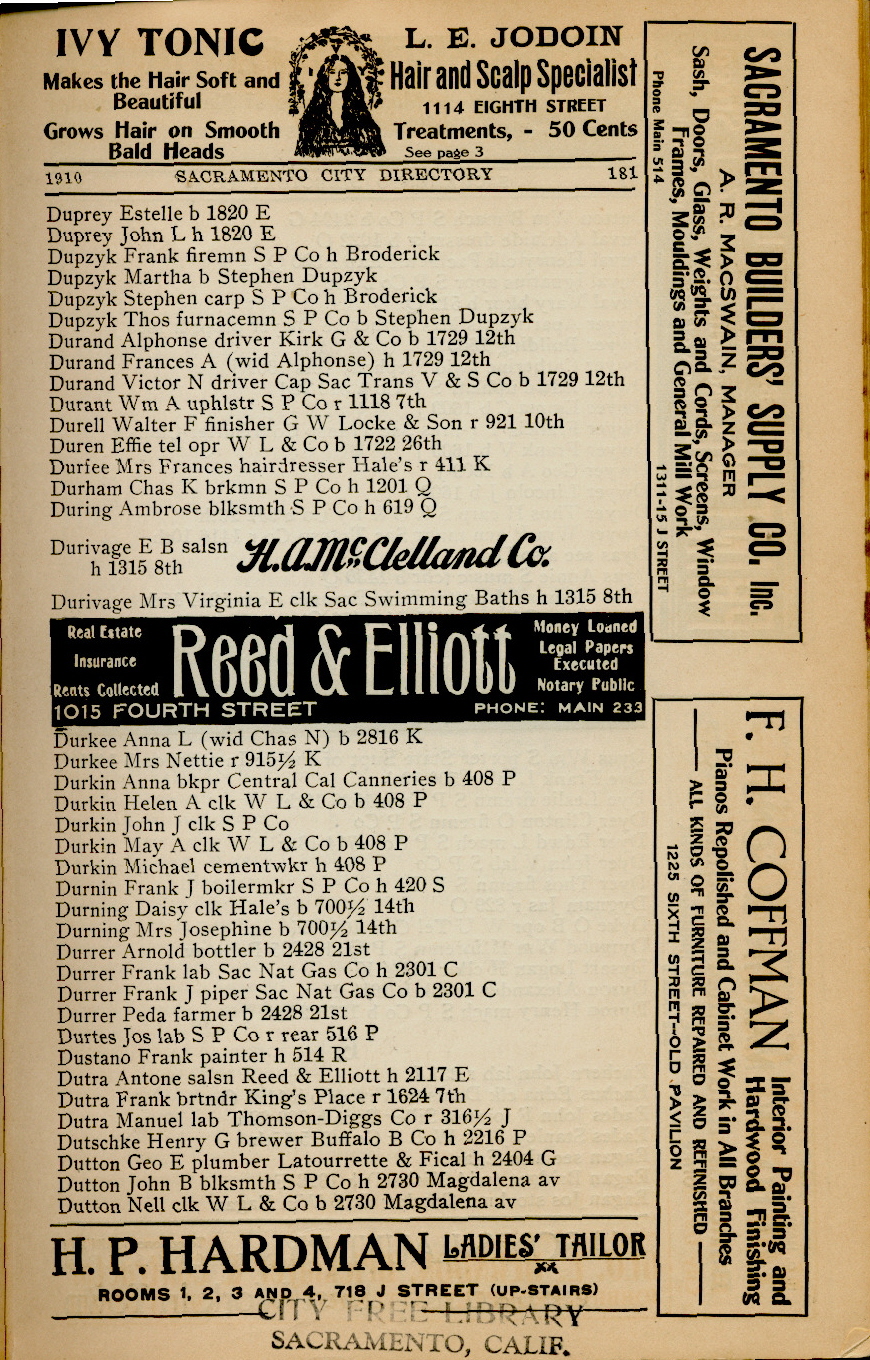 IVY TONIC
Makes the Hair Soft and
Beautiful
Grows Hair on Smooth
Bald Heads
L. E. JODOIN
Hair and Scalp Specialist
1114 EIGHTH STREET
Treatments, - 50 Cents
See page 3
1910 SACRAMENTO CITY DIRECTORY 181
Duprey Estelle b 1820 E
Duprey John L h 1820 E
Dupzyk Frank firemn S P Co h Broderick
Dupzyk Martha b Stephen Dupzyk
Dupzyk Stephen carp S P Co h Broderick
Dupzyk Thos furnacemn S P Co b Stephen Dupzyk
Durand Alphonse driver Kirk G & Co b 1729 12th
Durand Frances A (wid Alphonse) h 1729 12th
Durand Victor N driver Cap Sac Trans V & S Co b 1729 12th
Durant Wm A uphlstr S P Co r 1118 7th
Durell Walter F finisher G W Locke & Son r 921 10th
Duren Effie tel opr W L & Co b 1722 26th
Durfee Mrs Frances hairdresser Hale's r 411 K
Durham Chas K brkmn S P Co h 1201 Q
During Ambrose blksmth S P Co h 619 Q
Durivage E B salsn H. A. McClelland Co.
h 1315 8th
Durivage Mrs Virginia E clk Sac Swimming Baths h 1315 8th
Real Estate
Insurance
Rents Collected
Reed & Elliott
Money Loaned
Legal Papers
Executed
Notary Public
1015 FOURTH STREET PHONE: MAIN 233
Durkee Anna L (wid Chas N) b 2816 K
Durkee Mrs Nettie r 915½ K
Durkin Anna bkpr Central Cal Canneries b 408 P
Durkin Helen A clk W L & Co b 408 P
Durkin John J clk S P Co
Durkin May A clk W L & Co b 408 P
Durkin Michael cementwkr h 408 P
Durnin Frank J boilermkr S P Co h 420 S
Durning Daisy clk Hale's b 700½ 14th
Durning Mrs Josephine b 700½ 14th
Durrer Arnold bottler b 2428 21st
Durrer Frank lab Sac Nat Gas Co h 2301 C
Durrer Frank J piper Sac Nat Gas Co b 2301 C
Durrer Peda farmer b 2428 21st
Durtes Jos lab S P Co r rear 516 P
Dustano Frank painter h 514 R
Dutra Antone salsn Reed & Elliott h 2117 E
Dutra Frank brtndr King's Place r 1624 7th
Dutra Manuel lab Thomson-Diggs Co r 316½ J
Dutschke Henry G brewer Buffalo B Co h 2216 P
Dutton Geo E plumber Latourrette & Fical h 2404 G
Dutton John B blksmth S P Co h 2730 Magdalena av
Dutton Nell clk W L & Co b 2730 Magdalena av
H. P. HARDMAN LADIES' TAILOR
ROOMS 1, 2, 3 AND 4, 718 J STREET (UP-STAIRS)
CITY FREE LIBRARY
SACRAMENTO, CALIF.
SACRAMENTO BUILDERS' SUPPLY CO. Inc.
A. R. MACSWAIN, MANAGER
Sash, Doors, Glass, Weights and Cords, Screens, Window
Frames, Mouldings and General Mill Work
Phone Main 514 1311-15 J STREET
F. H. COFFMAN Interior Painting and
Hardwood Finishing
Pianos Repolished and Cabinet Work in All Branches
ALL KINDS OF FURNITURE REPAIRED AND REFINISHED
1225 SIXTH STREET--OLD PAVILION